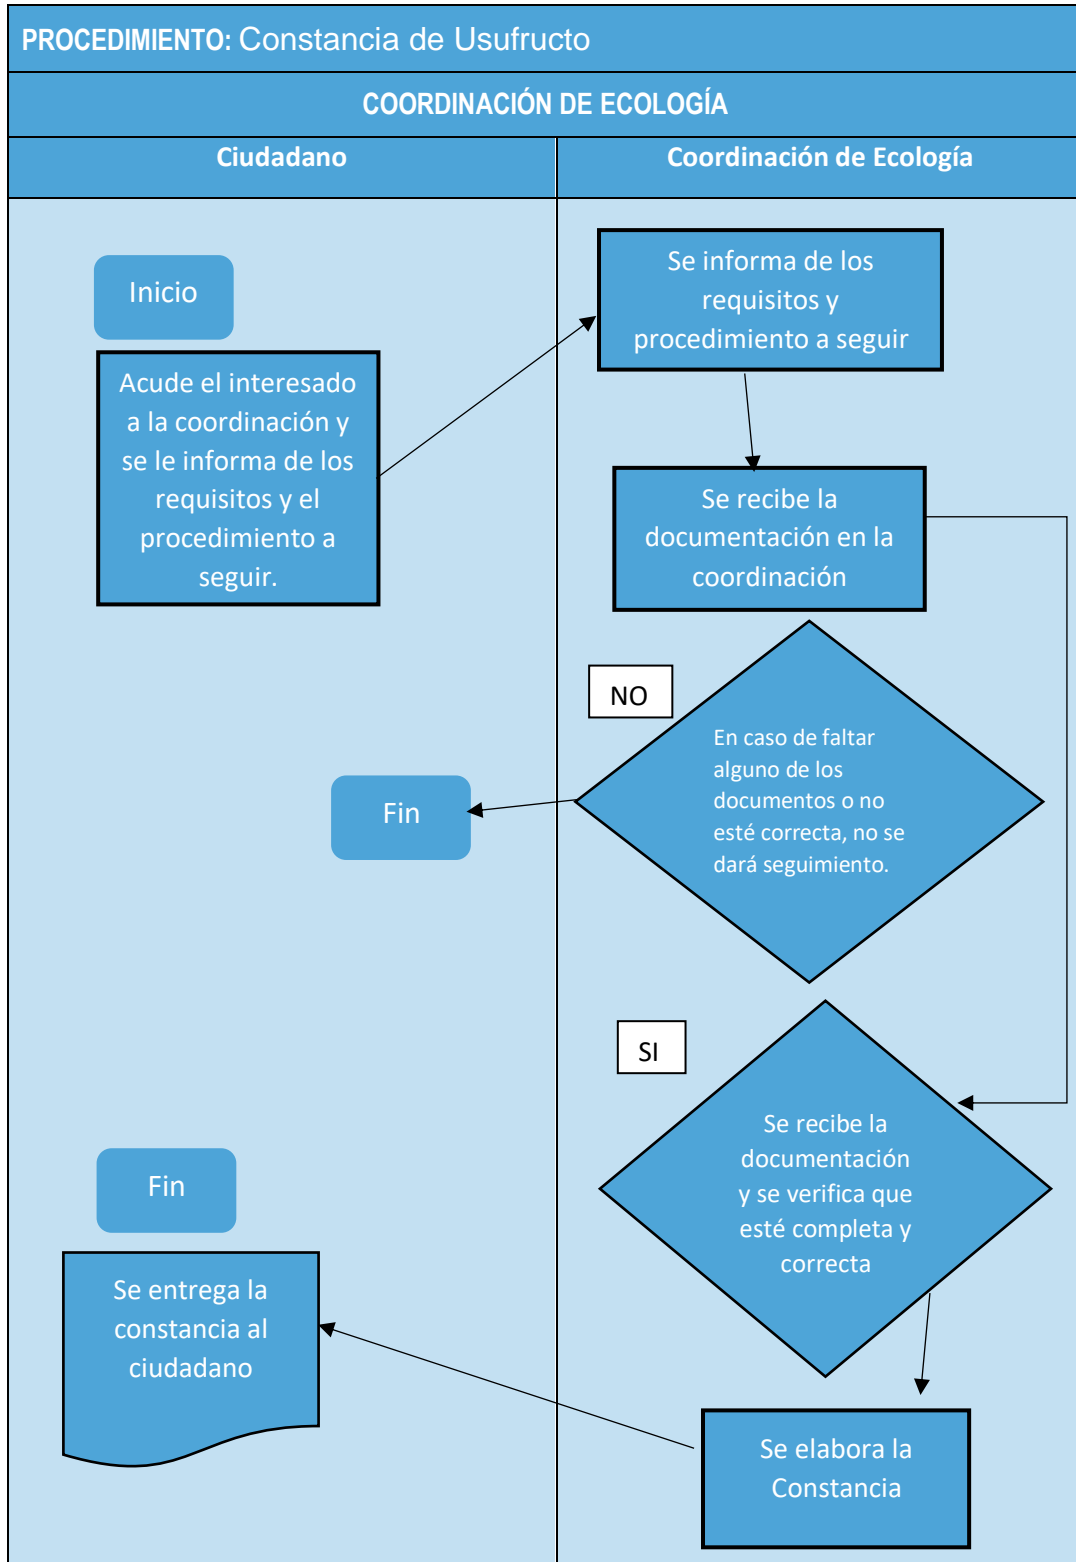 PROCEDIMIENTO: Constancia de Usufructo
COORDINACIÓN DE ECOLOGÍA
Ciudadano
Coordinación de Ecología
Inicio
Acude el interesado
a la coordinación y
se le informa de los
requisitos y el
procedimiento a
seguir.
Se informa de los
requisitos y
procedimiento a seguir
Se recibe la
documentación en la
coordinación
NO
En caso de faltar
alguno de los
documentos o no
esté correcta, no se
dará seguimiento.
Fin
SI
Se recibe la
documentación
y se verifica que
esté completa y
correcta
Fin
Se entrega la
constancia al
ciudadano
Se elabora la
Constancia